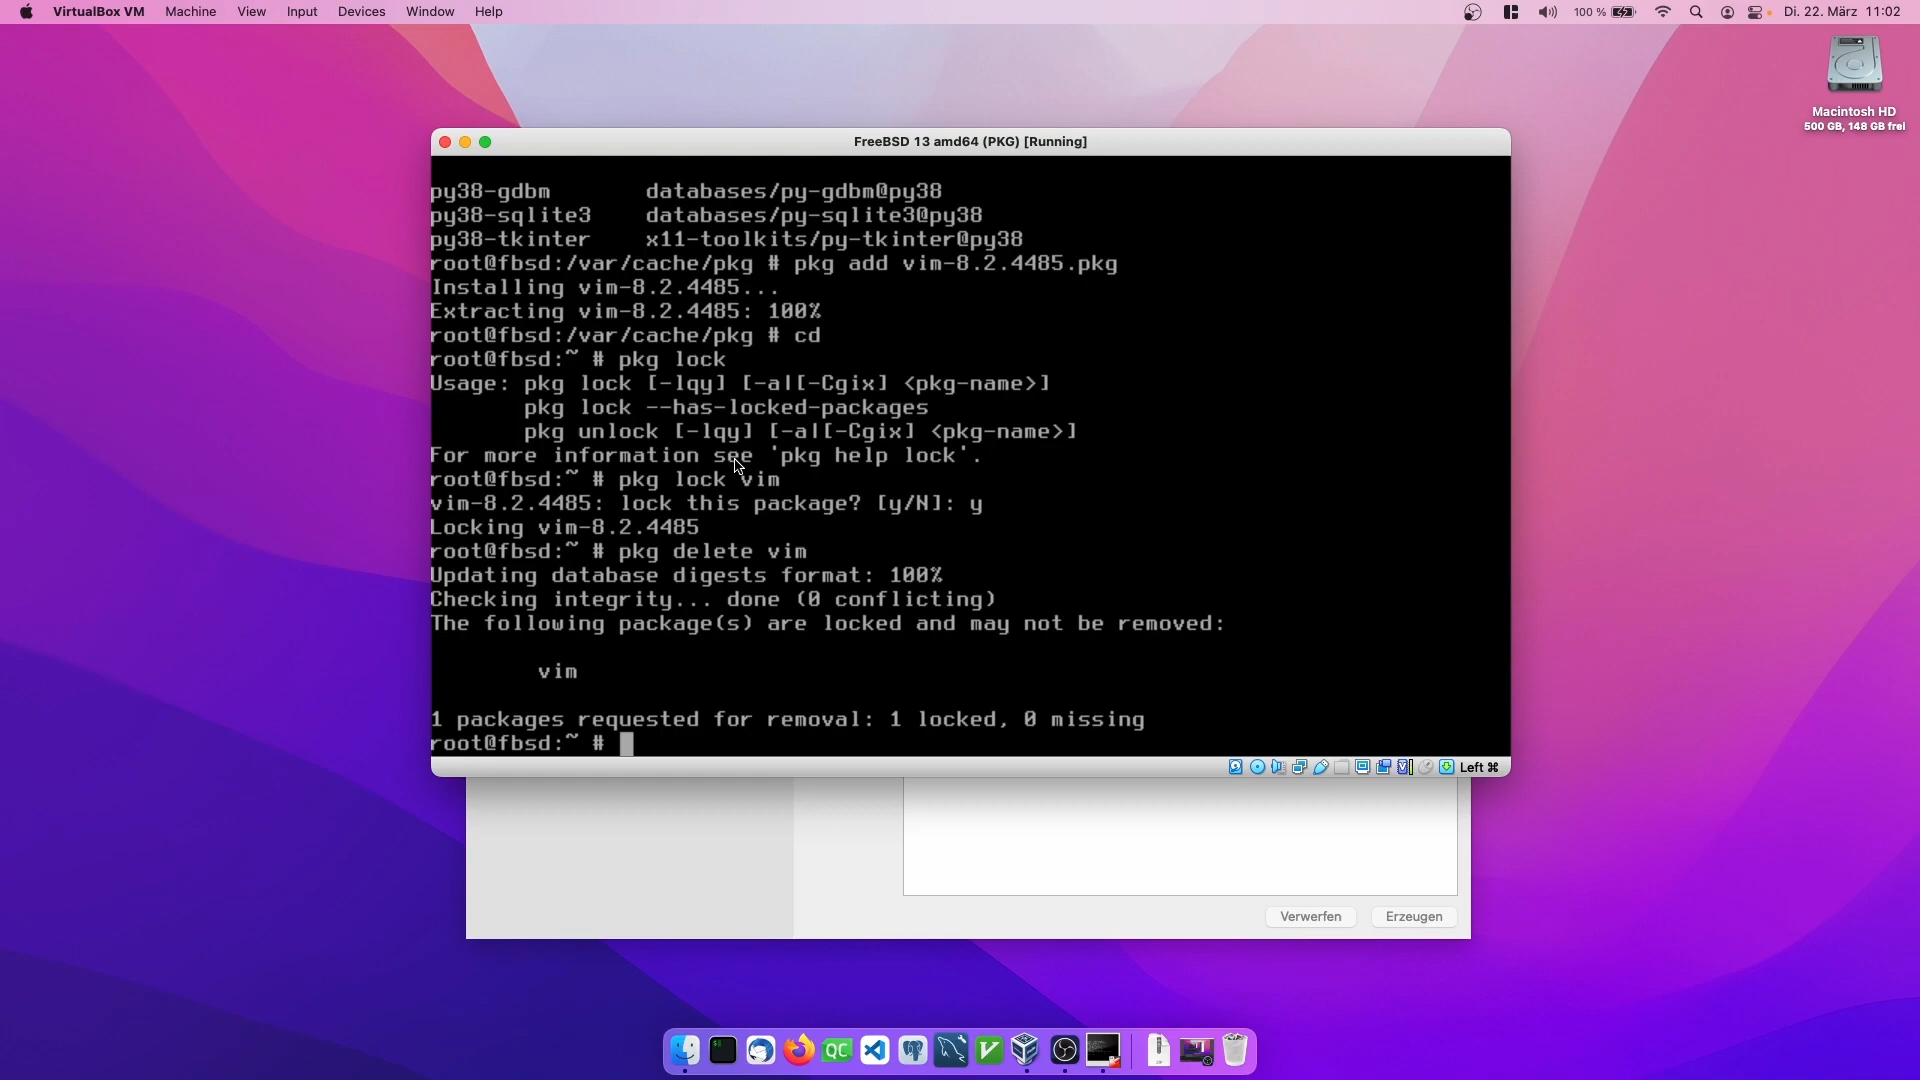 VirtualBox VM Machine View Input Devices Window Help 100 % Di. 22. März 11:02
Macintosh HD
500 GB, 148 GB frei
FreeBSD 13 amd64 (PKG) [Running]
py38-gdbm databases/py-gdbm@py38
py38-sqlite3 databases/py-sqlite3@py38
py38-tkinter x11-toolkits/py-tkinter@py38
root@fbsd:/var/cache/pkg # pkg add vim-8.2.4485.pkg
Installing vim-8.2.4485...
Extracting vim-8.2.4485: 100%
root@fbsd:/var/cache/pkg # cd
root@fbsd:~ # pkg lock
Usage: pkg lock [-lqy] [-a|[-Cgix] <pkg-name>]
pkg lock --has-locked-packages
pkg unlock [-lqy] [-a|[-Cgix] <pkg-name>]
For more information see 'pkg help lock'.
root@fbsd:~ # pkg lock vim
vim-8.2.4485: lock this package? [y/N]: y
Locking vim-8.2.4485
root@fbsd:~ # pkg delete vim
Updating database digests format: 100%
Checking integrity... done (0 conflicting)
The following package(s) are locked and may not be removed:
vim
1 packages requested for removal: 1 locked, 0 missing
root@fbsd:~ #
Left ⌘
Verwerfen Erzeugen
QC